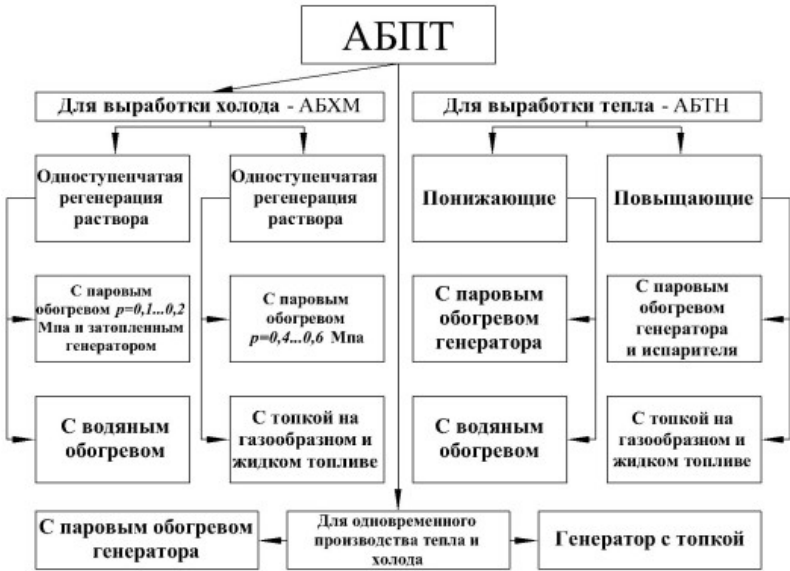 АБПТ
Для выработки холода - АБХМ
Для выработки тепла - АБТН
Одноступенчатая
регенерация
раствора
Одноступенчатая
регенерация
раствора
Понижающие
Повыщающие
С паровым
обогревом p=0,1...0,2
Мпа и затопленным
генератором
С паровым
обогревом
p=0,4...0,6 Мпа
С паровым
обогревом
генератора
С паровым
обогревом
генератора
и испарителя
С водяным
обогревом
С топкой на
газообразном и
жидком топливе
С водяным
обогревом
С топкой на
газообразном и
жидком топливе
С паровым обогревом
генератора
Для одновременного
производства тепла и
холода
Генератор с топкой